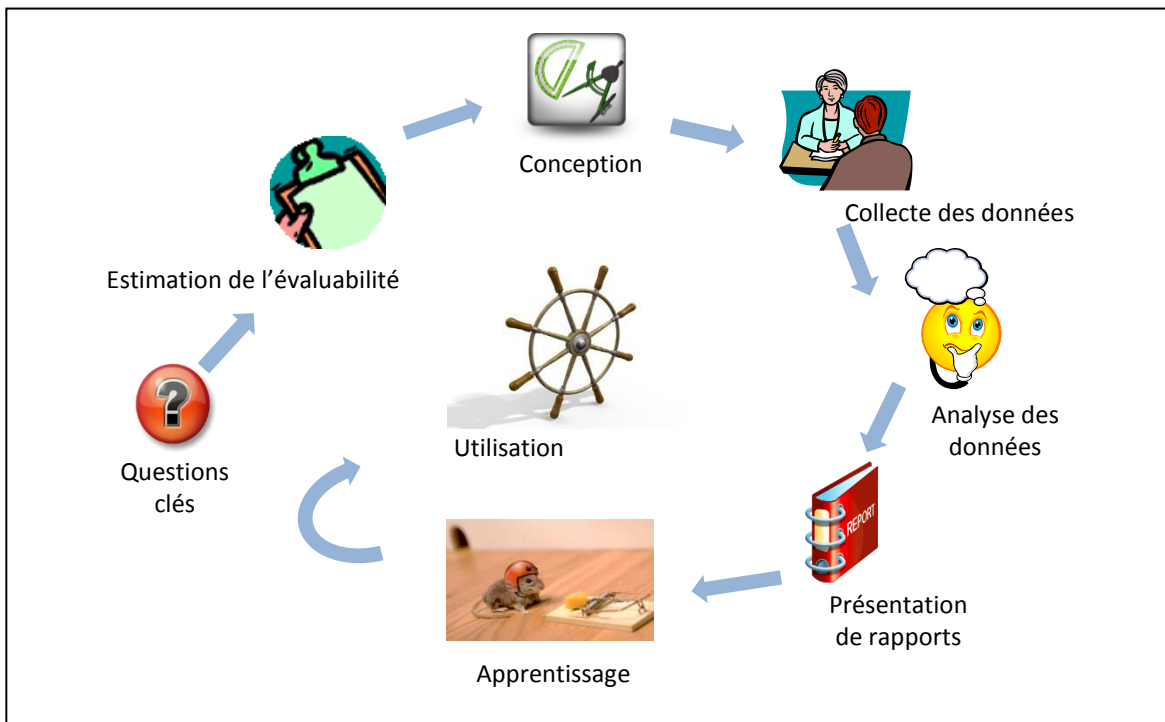 Conception
Collecte des données
Estimation de l’évaluabilité
Analyse des
données
Utilisation
Questions
clés
REPORT
Présentation
de rapports
Apprentissage
?